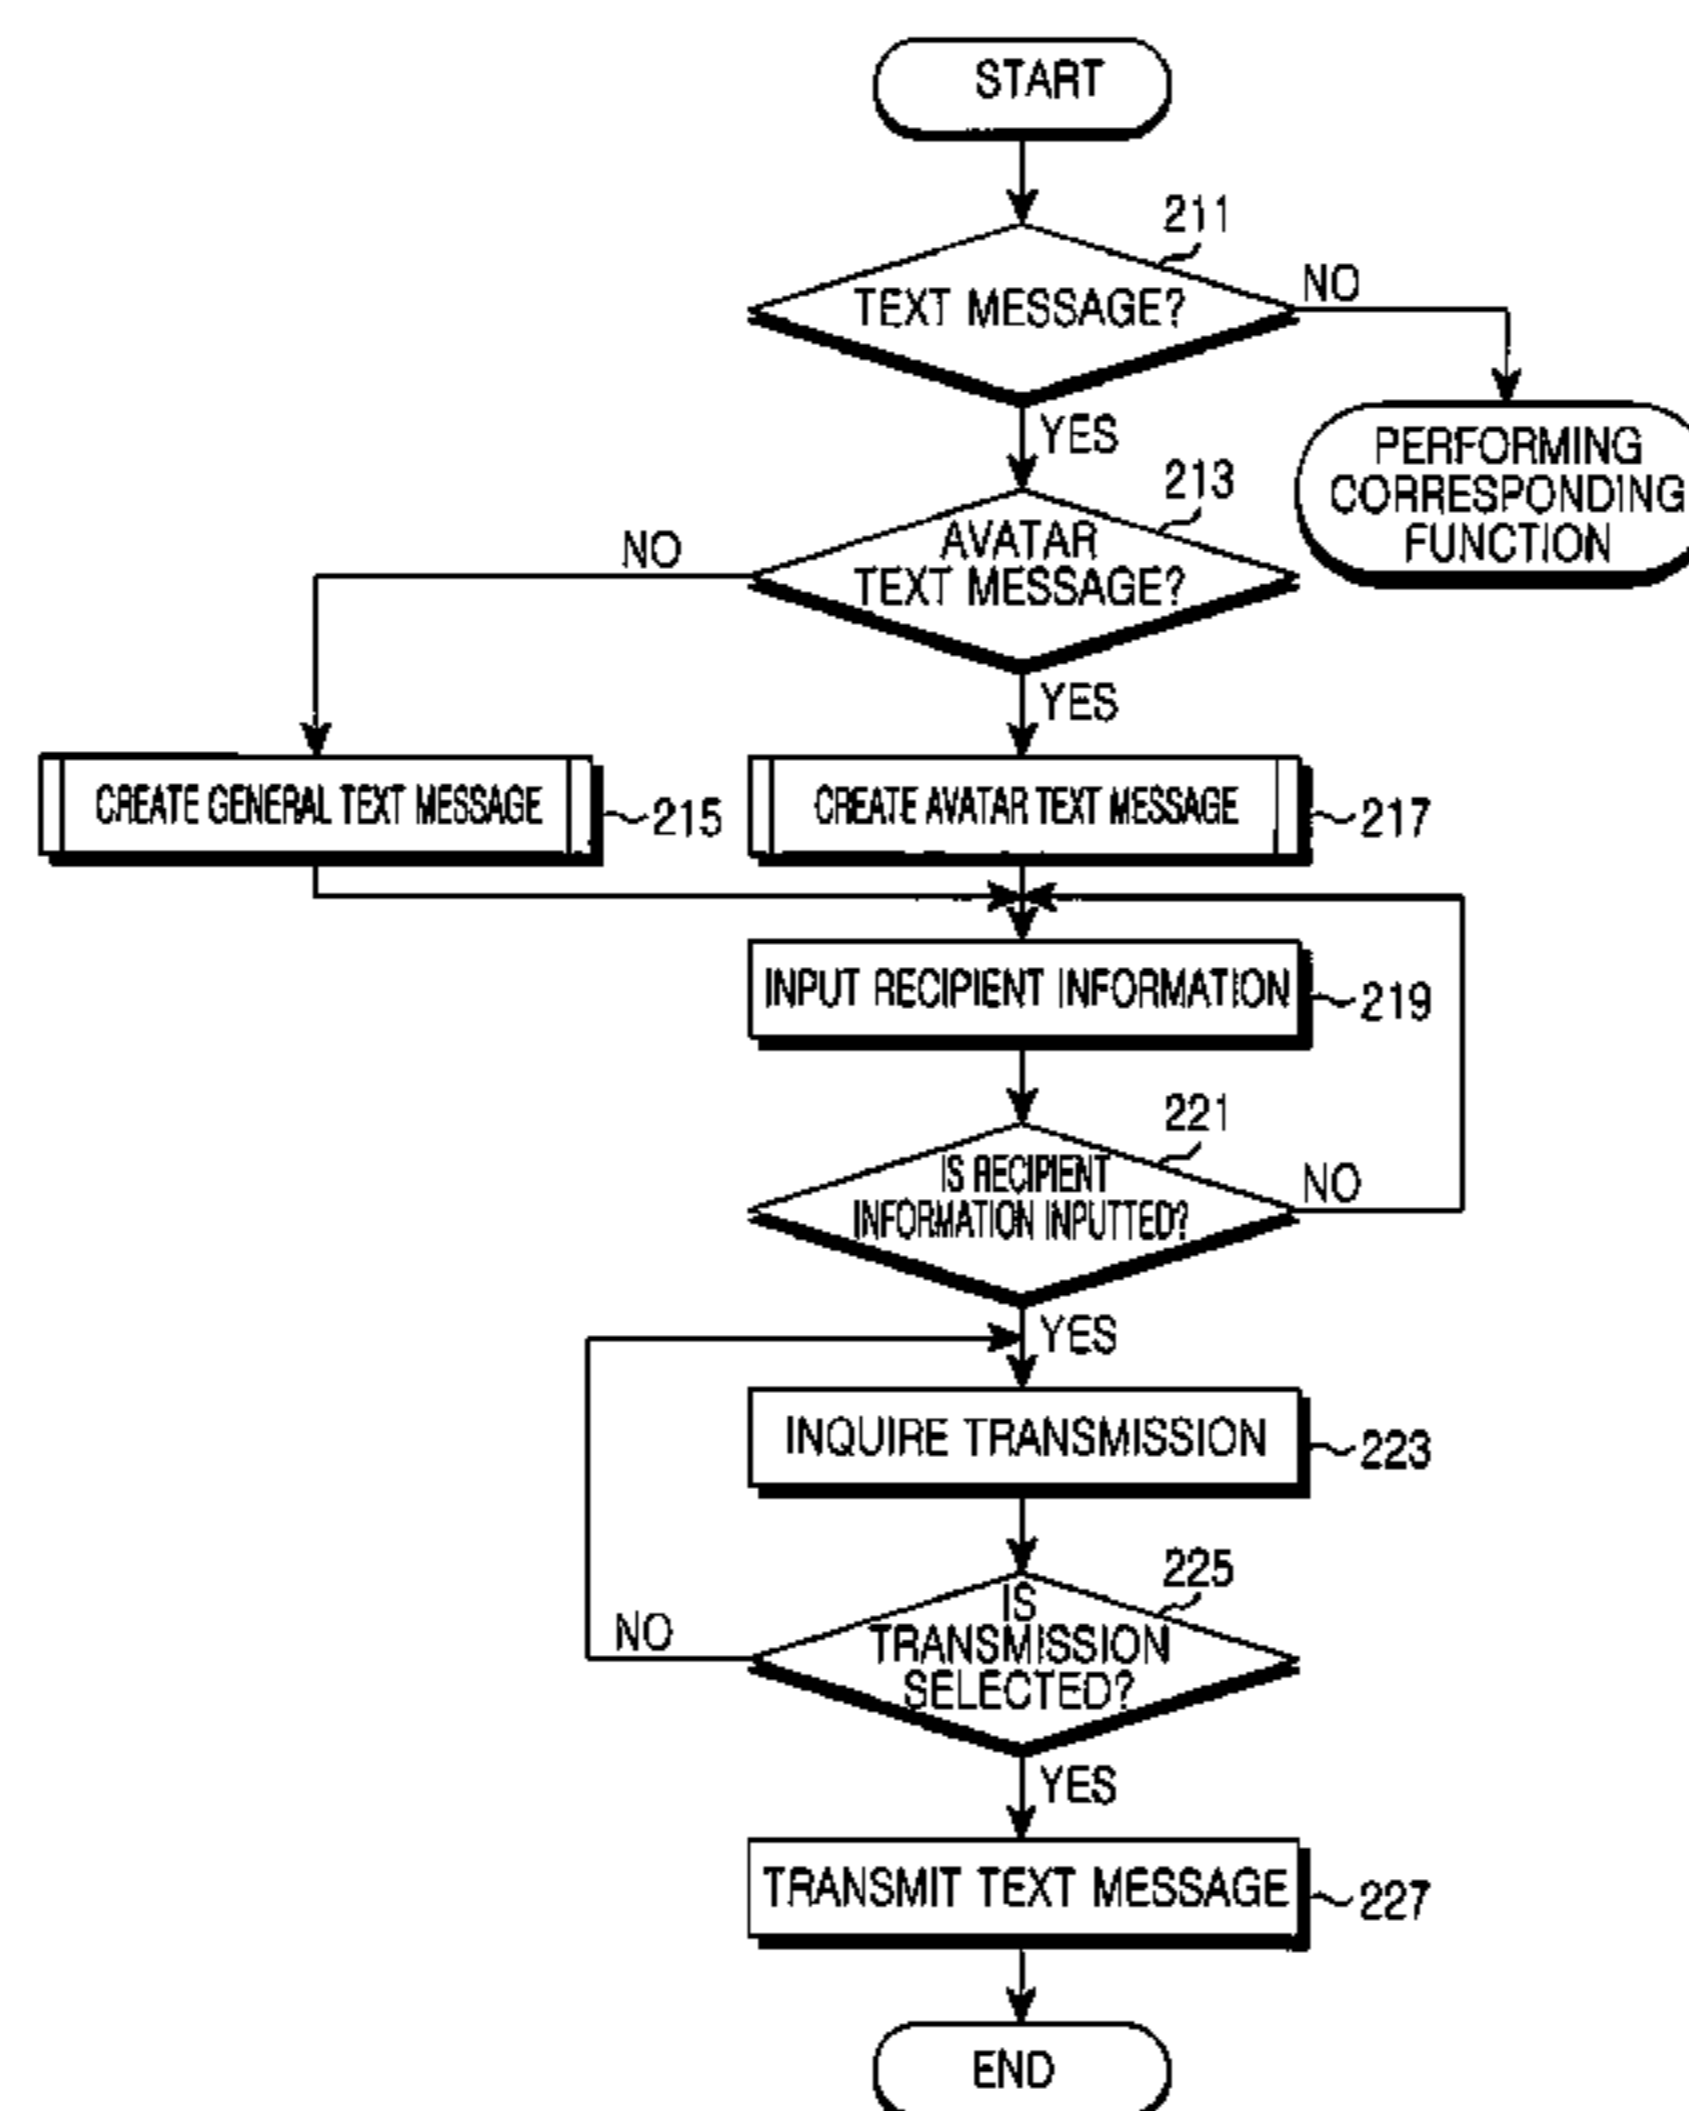 START
211
TEXT MESSAGE?
NO
YES
PERFORMING
CORRESPONDING
FUNCTION
213
AVATAR
TEXT MESSAGE?
NO
YES
CREATE GENERAL TEXT MESSAGE
215
CREATE AVATAR TEXT MESSAGE
217
INPUT RECIPIENT INFORMATION
219
221
IS RECIPIENT
INFORMATION INPUTTED?
NO
YES
INQUIRE TRANSMISSION
223
225
IS
TRANSMISSION
SELECTED?
NO
YES
TRANSMIT TEXT MESSAGE
227
END